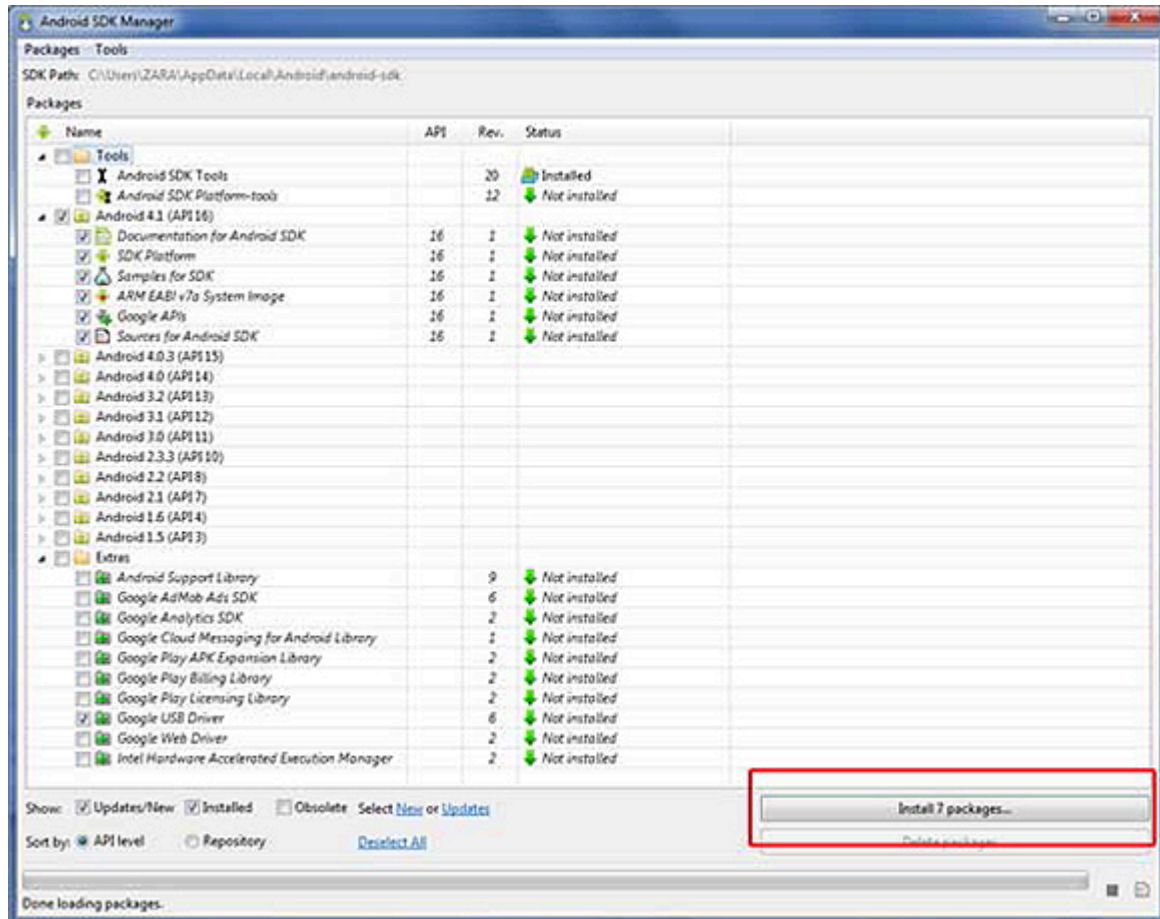 Android SDK Manager
Packages Tools
SDK Path: C:\Users\ZARA\AppData\Local\Android\android-sdk
Packages
Name API Rev. Status
Tools
Android SDK Tools 20 Installed
Android SDK Platform-tools 12 Not installed
Android 4.1 (API 16)
Documentation for Android SDK 16 1 Not installed
SDK Platform 16 1 Not installed
Samples for SDK 16 1 Not installed
ARM EABI v7a System Image 16 1 Not installed
Google APIs 16 1 Not installed
Sources for Android SDK 16 1 Not installed
Android 4.0.3 (API 15)
Android 4.0 (API 14)
Android 3.2 (API 13)
Android 3.1 (API 12)
Android 3.0 (API 11)
Android 2.3.3 (API 10)
Android 2.2 (API 8)
Android 2.1 (API 7)
Android 1.6 (API 4)
Android 1.5 (API 3)
Extras
Android Support Library 9 Not installed
Google AdMob Ads SDK 6 Not installed
Google Analytics SDK 2 Not installed
Google Cloud Messaging for Android Library 1 Not installed
Google Play APK Expansion Library 2 Not installed
Google Play Billing Library 2 Not installed
Google Play Licensing Library 2 Not installed
Google USB Driver 6 Not installed
Google Web Driver 2 Not installed
Intel Hardware Accelerated Execution Manager 2 Not installed
Show: Updates/New Installed Obsolete Select New or Updates Install 7 packages...
Sort by: API level Repository Deselect All Delete packages...
Done loading packages.